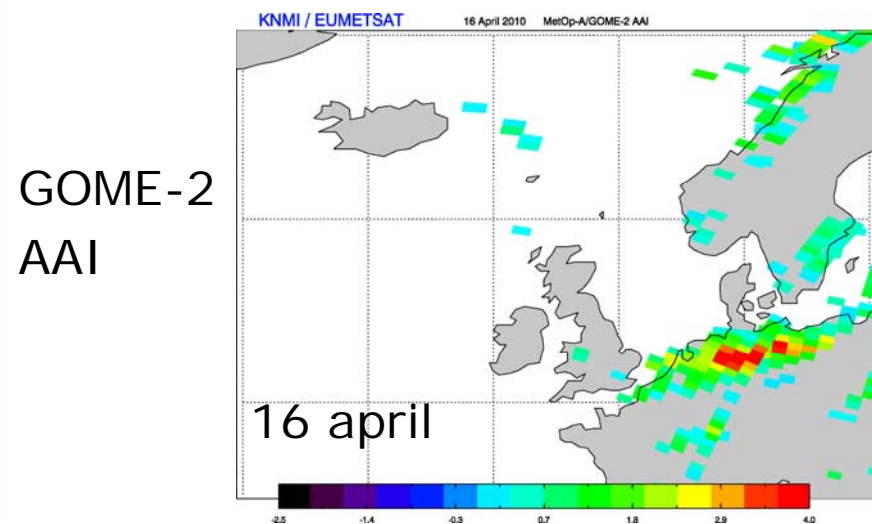 KNMI / EUMETSAT
16 April 2010 MetOp-A/GOME-2 AAI
GOME-2
AAI
16 april
-2.5 -1.4 -0.3 0.7 1.8 2.9 4.0